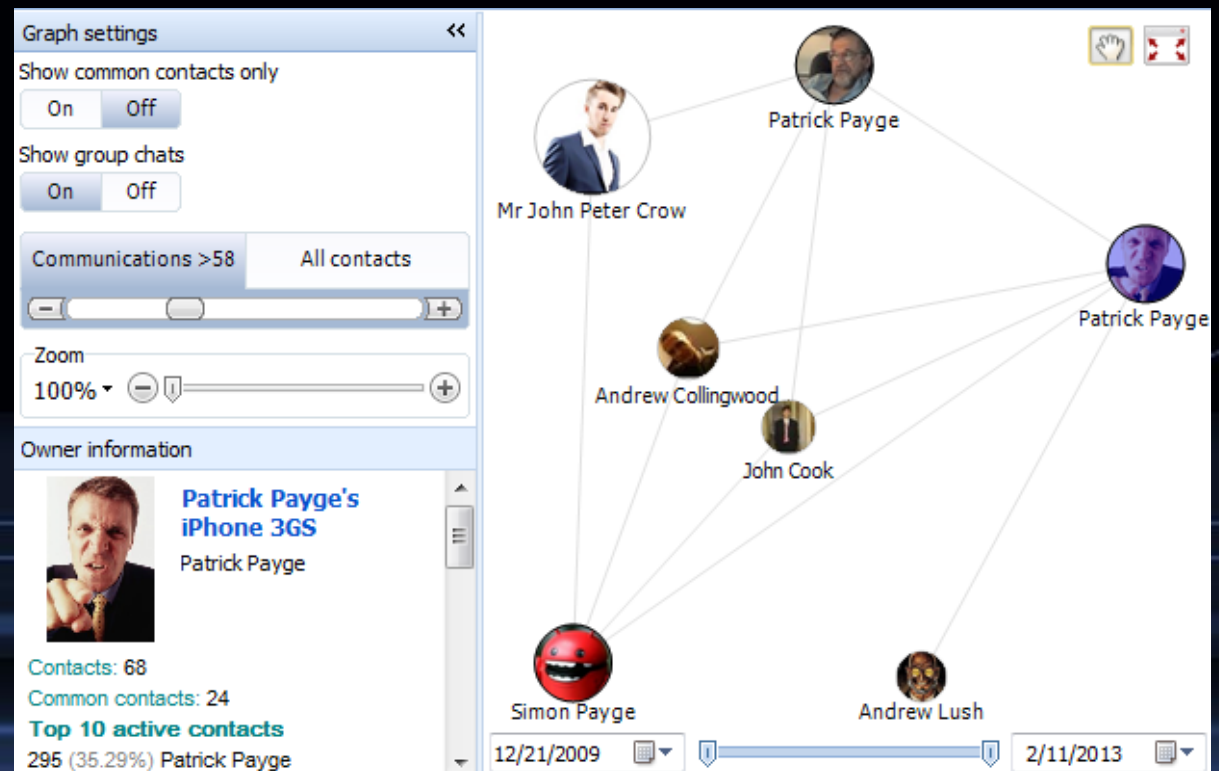 Graph settings
Show common contacts only
On Off
Show group chats
On Off
Communications >58 All contacts
Zoom
100%
Owner information
Patrick Payge's
iPhone 3GS
Patrick Payge
Contacts: 68
Common contacts: 24
Top 10 active contacts
295 (35.29%) Patrick Payge
Patrick Payge
Mr John Peter Crow
Patrick Payge
Andrew Collingwood
John Cook
Simon Payge
Andrew Lush
12/21/2009 2/11/2013